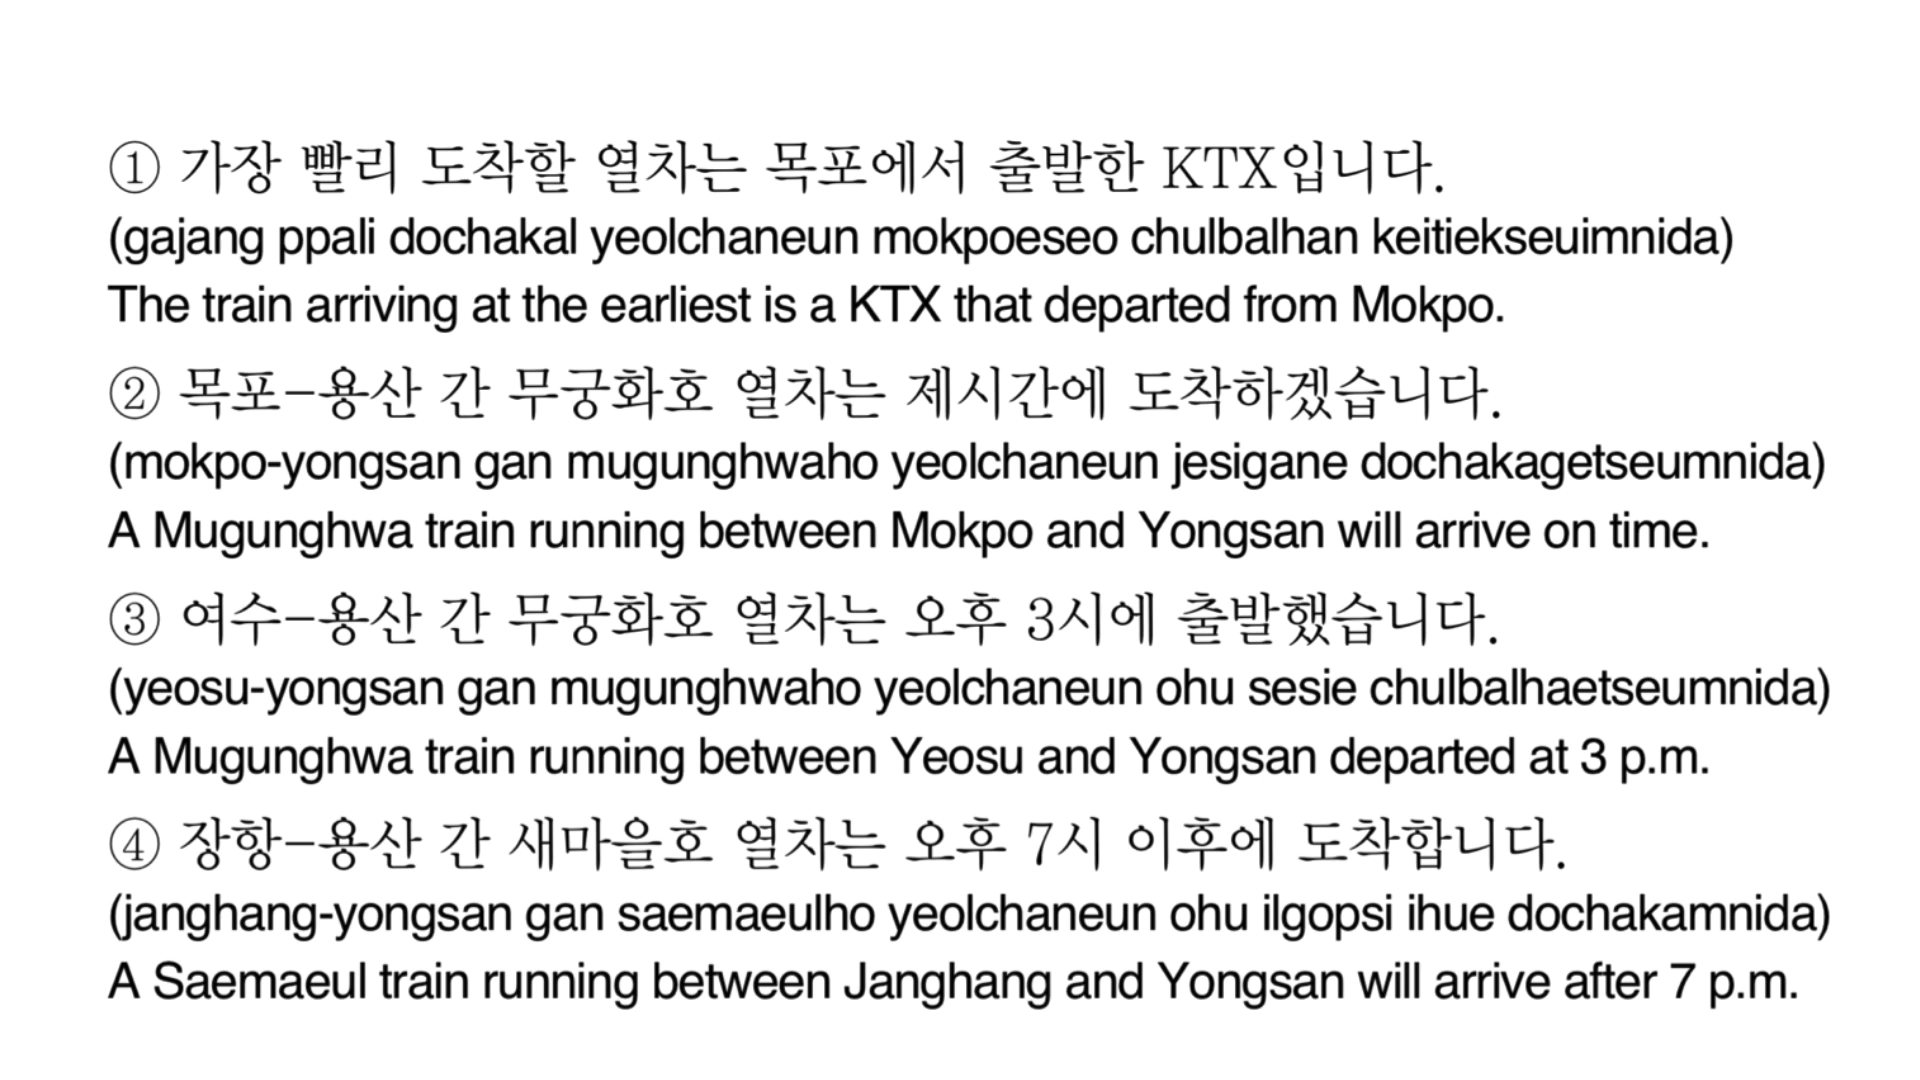 ① 가장 빨리 도착할 열차는 목포에서 출발한 KTX입니다.
(gajang ppali dochakal yeolchaneun mokpoeseo chulbalhan keitiekseuimnida)
The train arriving at the earliest is a KTX that departed from Mokpo.
② 목포–용산 간 무궁화호 열차는 제시간에 도착하겠습니다.
(mokpo-yongsan gan mugunghwaho yeolchaneun jesigane dochakagetseumnida)
A Mugunghwa train running between Mokpo and Yongsan will arrive on time.
③ 여수–용산 간 무궁화호 열차는 오후 3시에 출발했습니다.
(yeosu-yongsan gan mugunghwaho yeolchaneun ohu sesie chulbalhaetseumnida)
A Mugunghwa train running between Yeosu and Yongsan departed at 3 p.m.
④ 장항–용산 간 새마을호 열차는 오후 7시 이후에 도착합니다.
(janghang-yongsan gan saemaeulho yeolchaneun ohu ilgopsi ihue dochakamnida)
A Saemaeul train running between Janghang and Yongsan will arrive after 7 p.m.